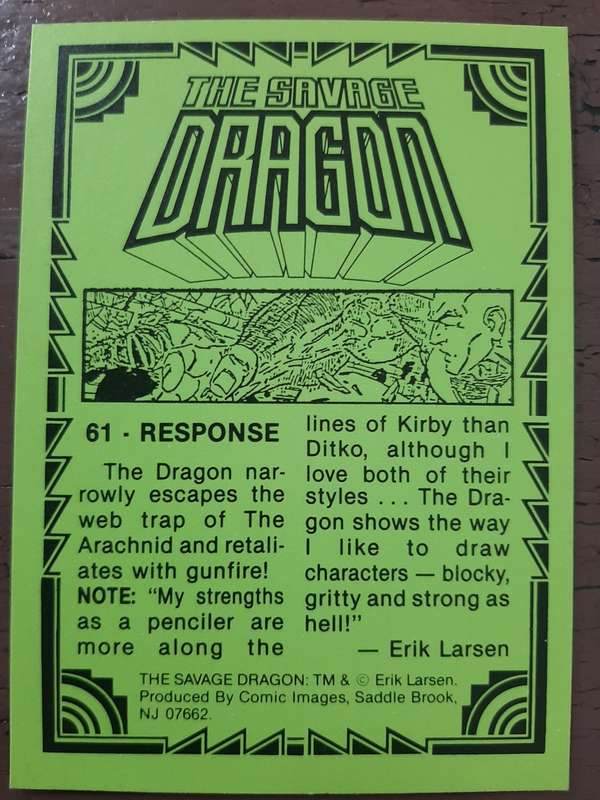 THE SAVAGE
DRAGON
61 - RESPONSE
The Dragon nar-
rowly escapes the
web trap of The
Arachnid and retali-
ates with gunfire!
NOTE: “My strengths
as a penciler are
more along the
lines of Kirby than
Ditko, although I
love both of their
styles . . . The Dra-
gon shows the way
I like to draw
characters — blocky,
gritty and strong as
hell!”
— Erik Larsen
THE SAVAGE DRAGON: TM & © Erik Larsen.
Produced By Comic Images, Saddle Brook,
NJ 07662.